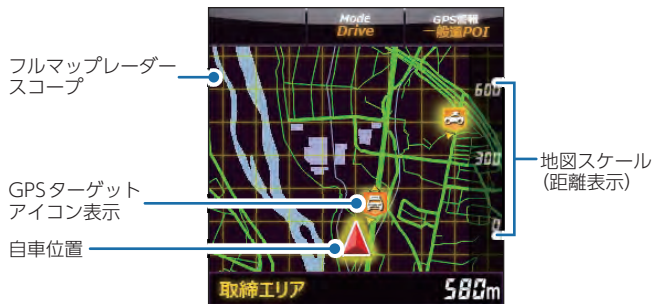 Mode
Drive
GPS警報
一般道POI
フルマップレーダー
スコープ
600
300
0
地図スケール
（距離表示）
GPSターゲット
アイコン表示
自車位置
取締エリア
580m